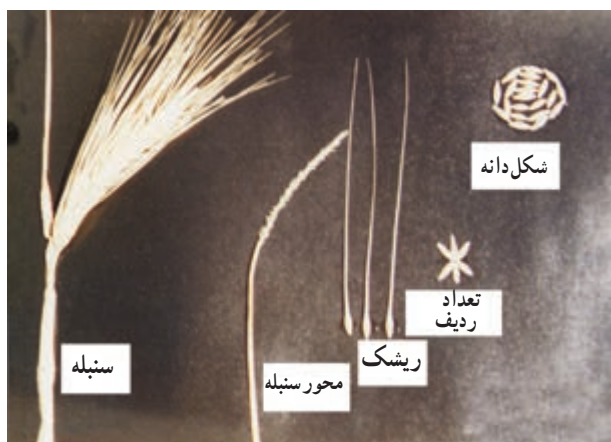 شکل دانه
تعداد
ردیف
ریشک
محور سنبله
سنبله